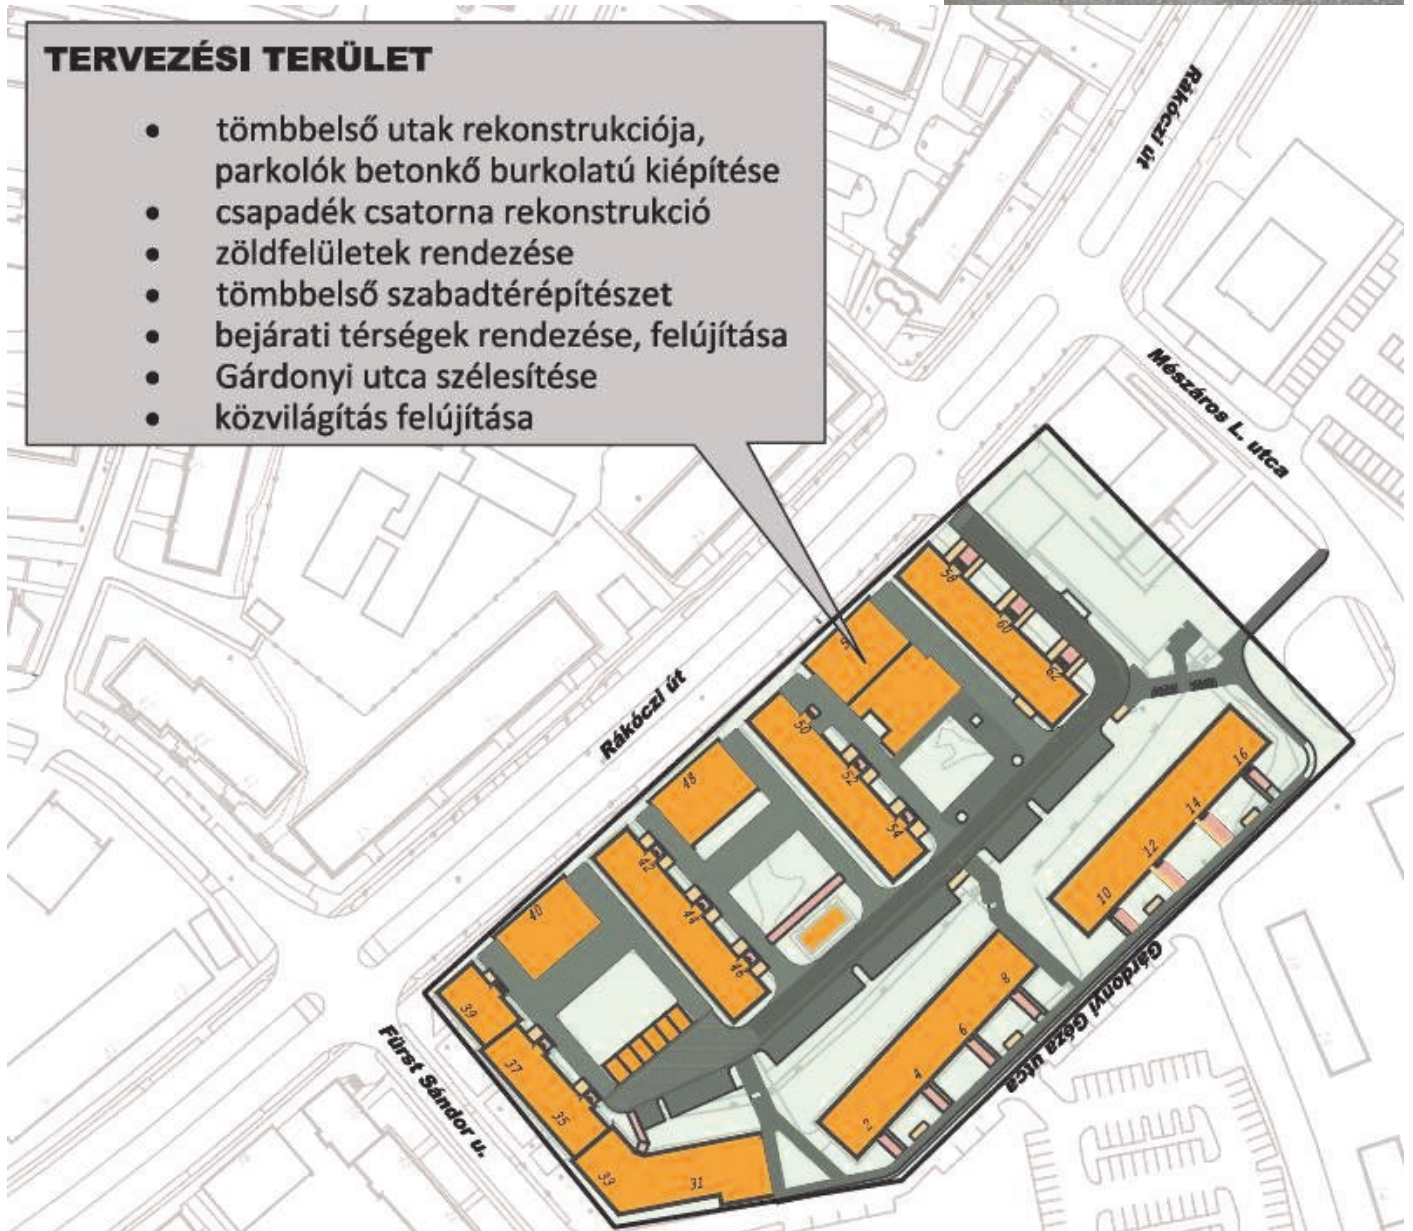 TERVEZÉSI TERÜLET
• tömbbelső utak rekonstrukciója,
parkolók betonkő burkolatú kiépítése
• csapadék csatorna rekonstrukció
• zöldfelületek rendezése
• tömbbelső szabadtérépítészet
• bejárati térségek rendezése, felújítása
• Gárdonyi utca szélesítése
• közvilágítás felújítása
Rákóczi út
Mészáros L. utca
58
60
62
Rákóczi út
50
52
54
48
16
14
12
10
42
44
46
40
8
6
4
2
Gárdonyi Géza utca
39
37
35
33
31
Fürst Sándor u.